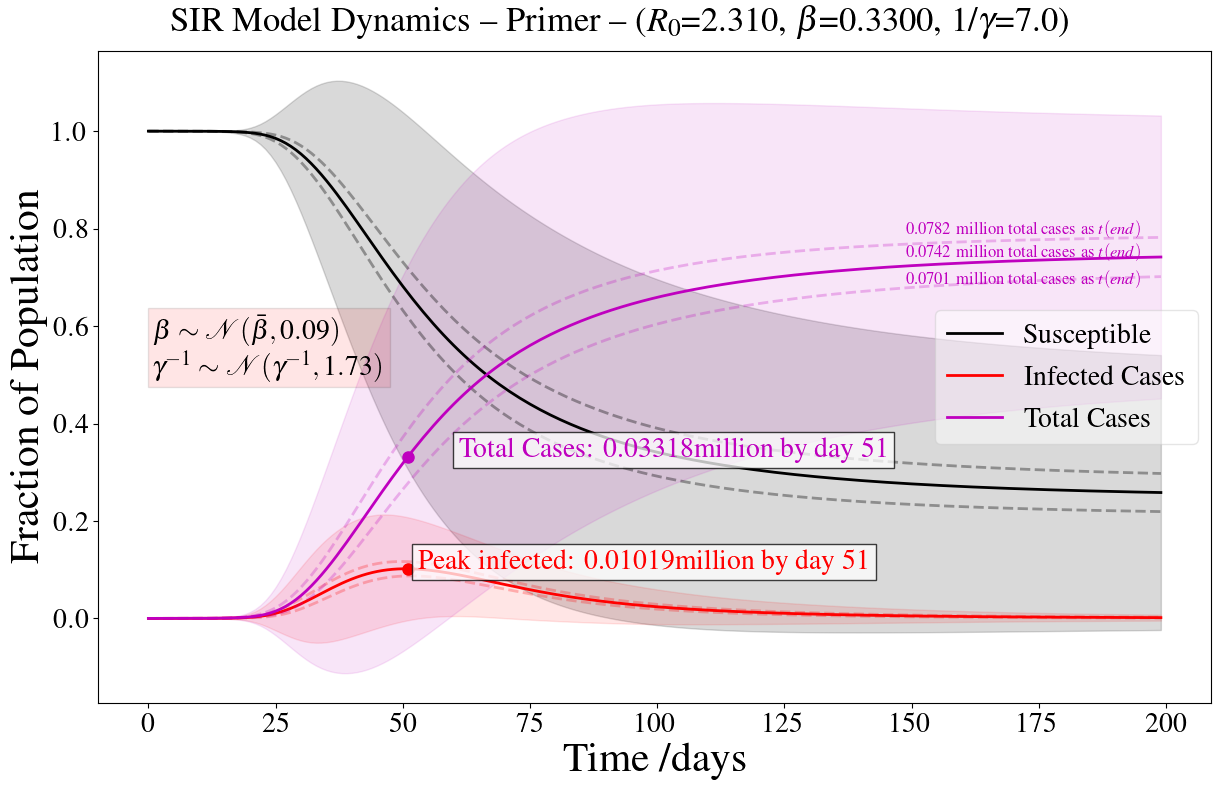 SIR Model Dynamics – Primer – (R₀=2.310, β=0.3300, 1/γ=7.0)
Fraction of Population
1.0
0.8
0.6
0.4
0.2
0.0
0.0782 million total cases as t(end)
0.0742 million total cases as t(end)
0.0701 million total cases as t(end)
β ∼ 𝒩(β̄, 0.09)
γ⁻¹ ∼ 𝒩(γ⁻¹, 1.73)
Susceptible
Infected Cases
Total Cases
Total Cases: 0.03318million by day 51
Peak infected: 0.01019million by day 51
0 25 50 75 100 125 150 175 200
Time /days